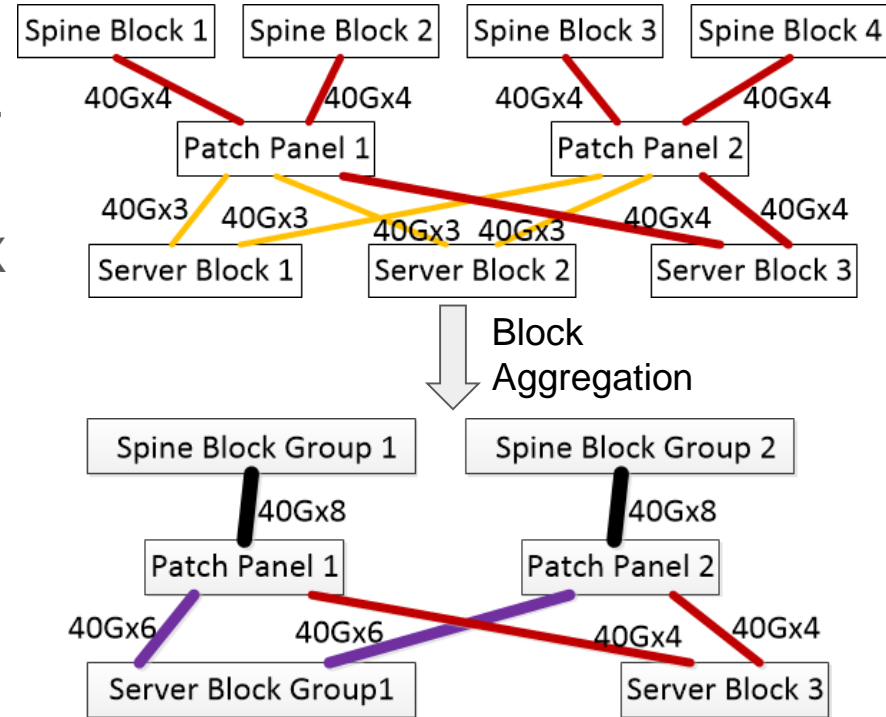 Spine Block 1 Spine Block 2 Spine Block 3 Spine Block 4
40Gx4 40Gx4 40Gx4 40Gx4
Patch Panel 1 Patch Panel 2
40Gx3 40Gx3 40Gx3 40Gx3 40Gx4 40Gx4
Server Block 1 Server Block 2 Server Block 3
Block
Aggregation
Spine Block Group 1 Spine Block Group 2
40Gx8 40Gx8
Patch Panel 1 Patch Panel 2
40Gx6 40Gx6 40Gx4 40Gx4
Server Block Group1 Server Block 3